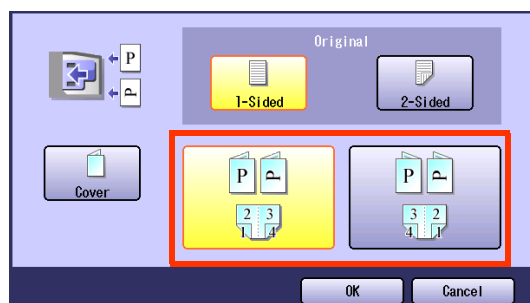 Original
P
P
1-Sided
2-Sided
Cover
P P
2 3
1 4
P P
3 2
4 1
OK
Cancel